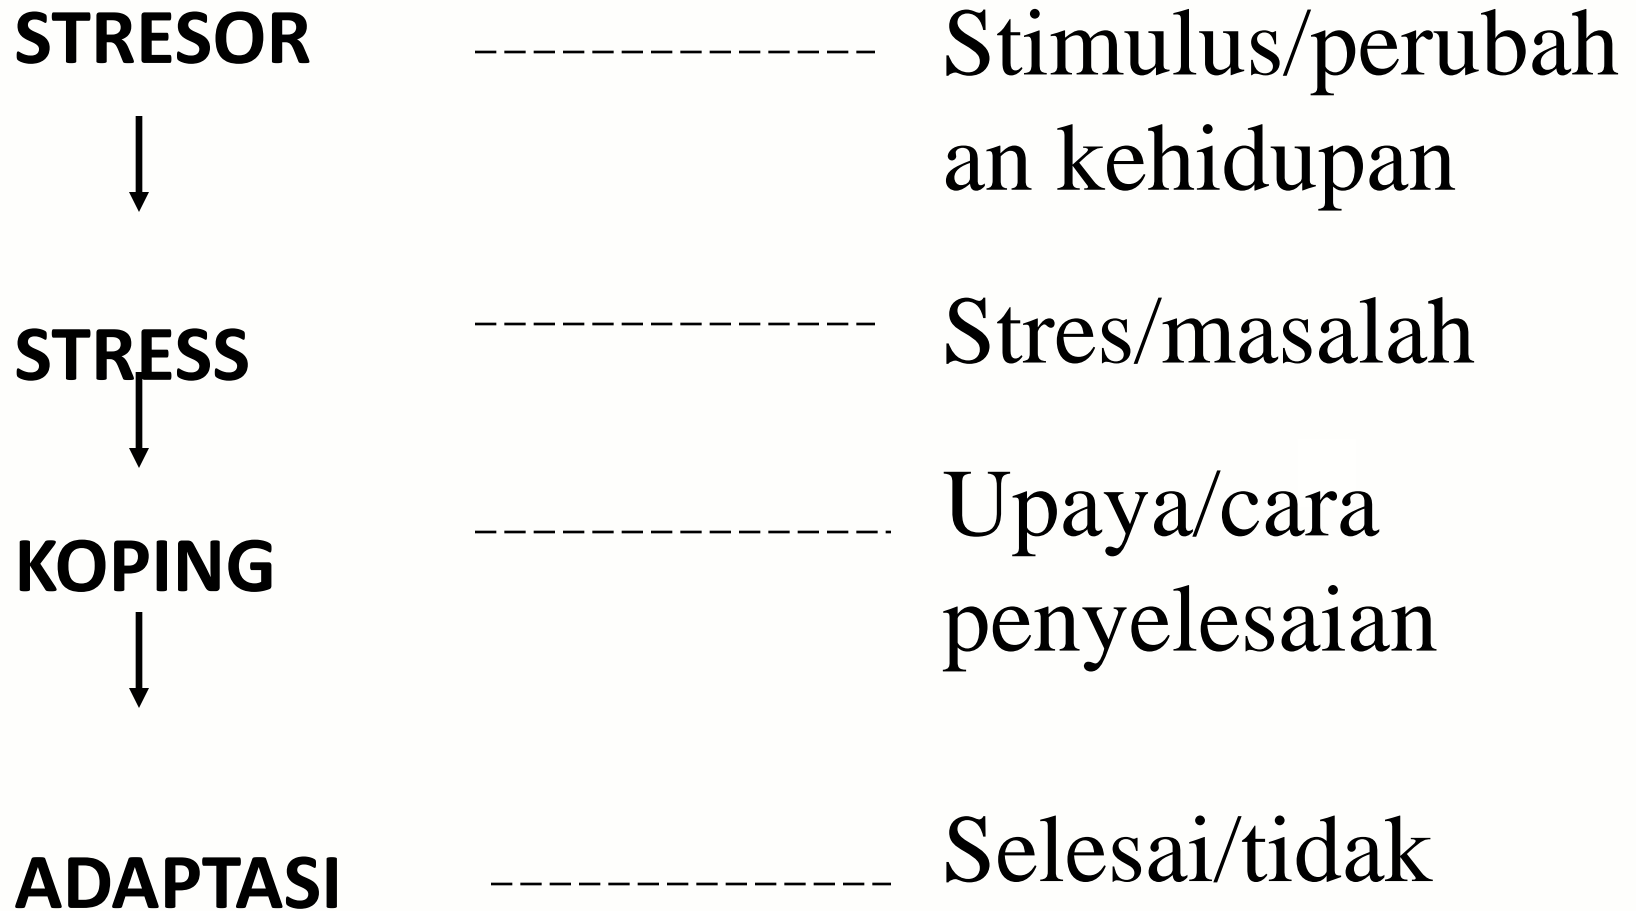 STRESOR
Stimulus/perubah
an kehidupan
STRESS
Stres/masalah
KOPING
Upaya/cara
penyelesaian
ADAPTASI
Selesai/tidak